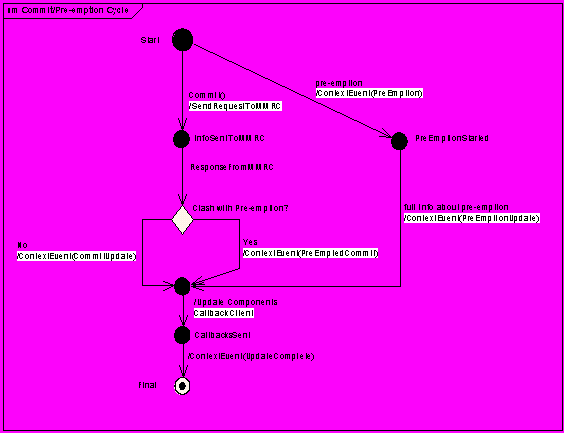 sm Commit/Pre-emption Cycle
Start
pre-emption
/ContextEvent(PreEmption)
Commit()
/SendRequestToMMRC
InfoSentToMMRC
PreEmptionStarted
ResponseFromMMRC
Clash with Pre-emption?
full info about pre-emption
/ContextEvent(PreEmptionUpdate)
No
/ContextEvent(CommitUpdate)
Yes
/ContextEvent(PreEmptedCommit)
/Update Components
CallbackClient
CallbacksSent
/ContextEvent(UpdateComplete)
Final